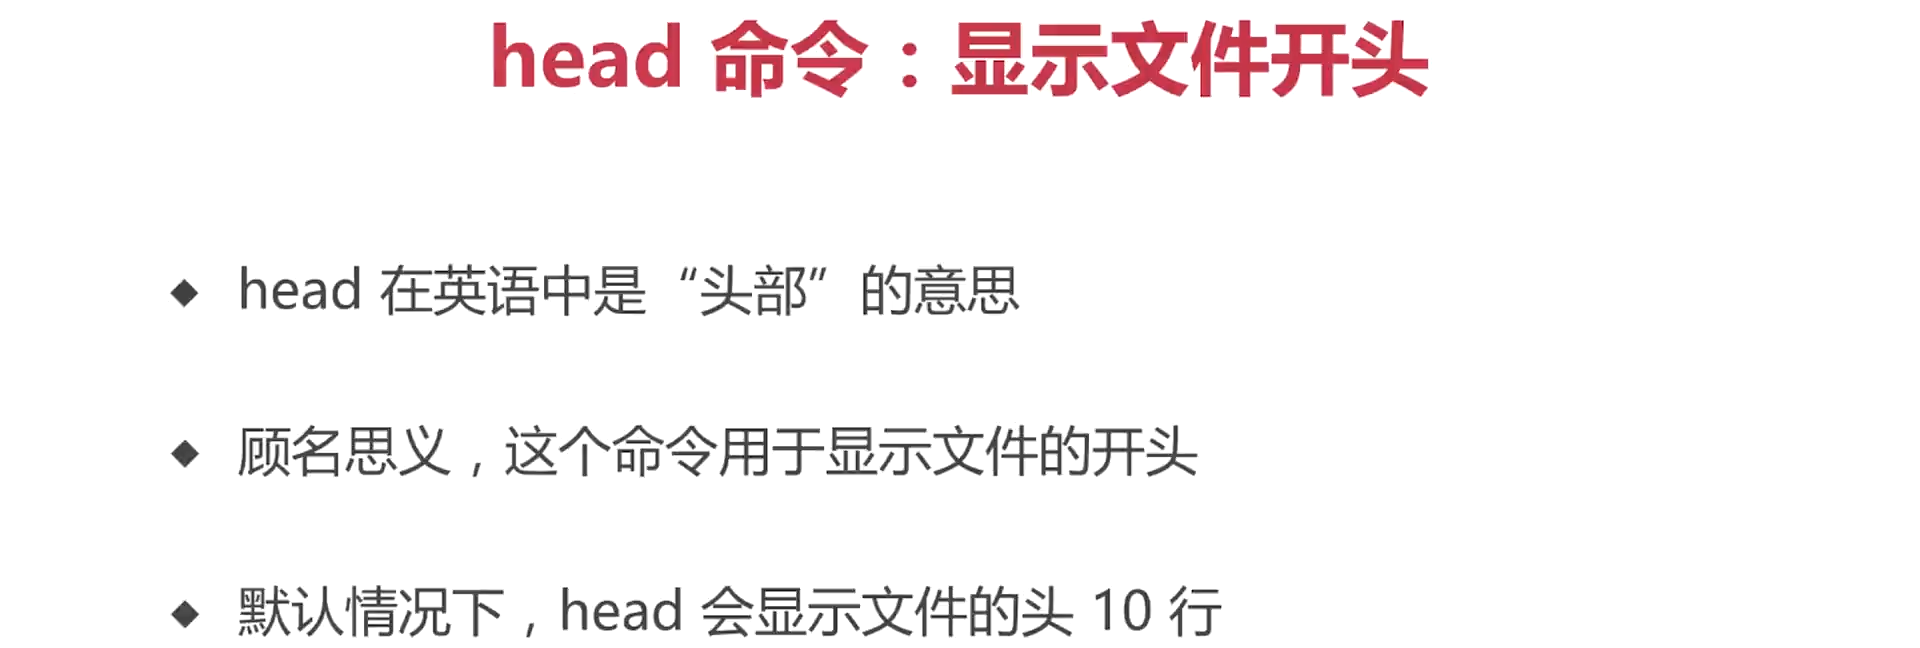 head 命令：显示文件开头
◆ head 在英语中是“头部”的意思
◆ 顾名思义，这个命令用于显示文件的开头
◆ 默认情况下，head 会显示文件的头 10 行